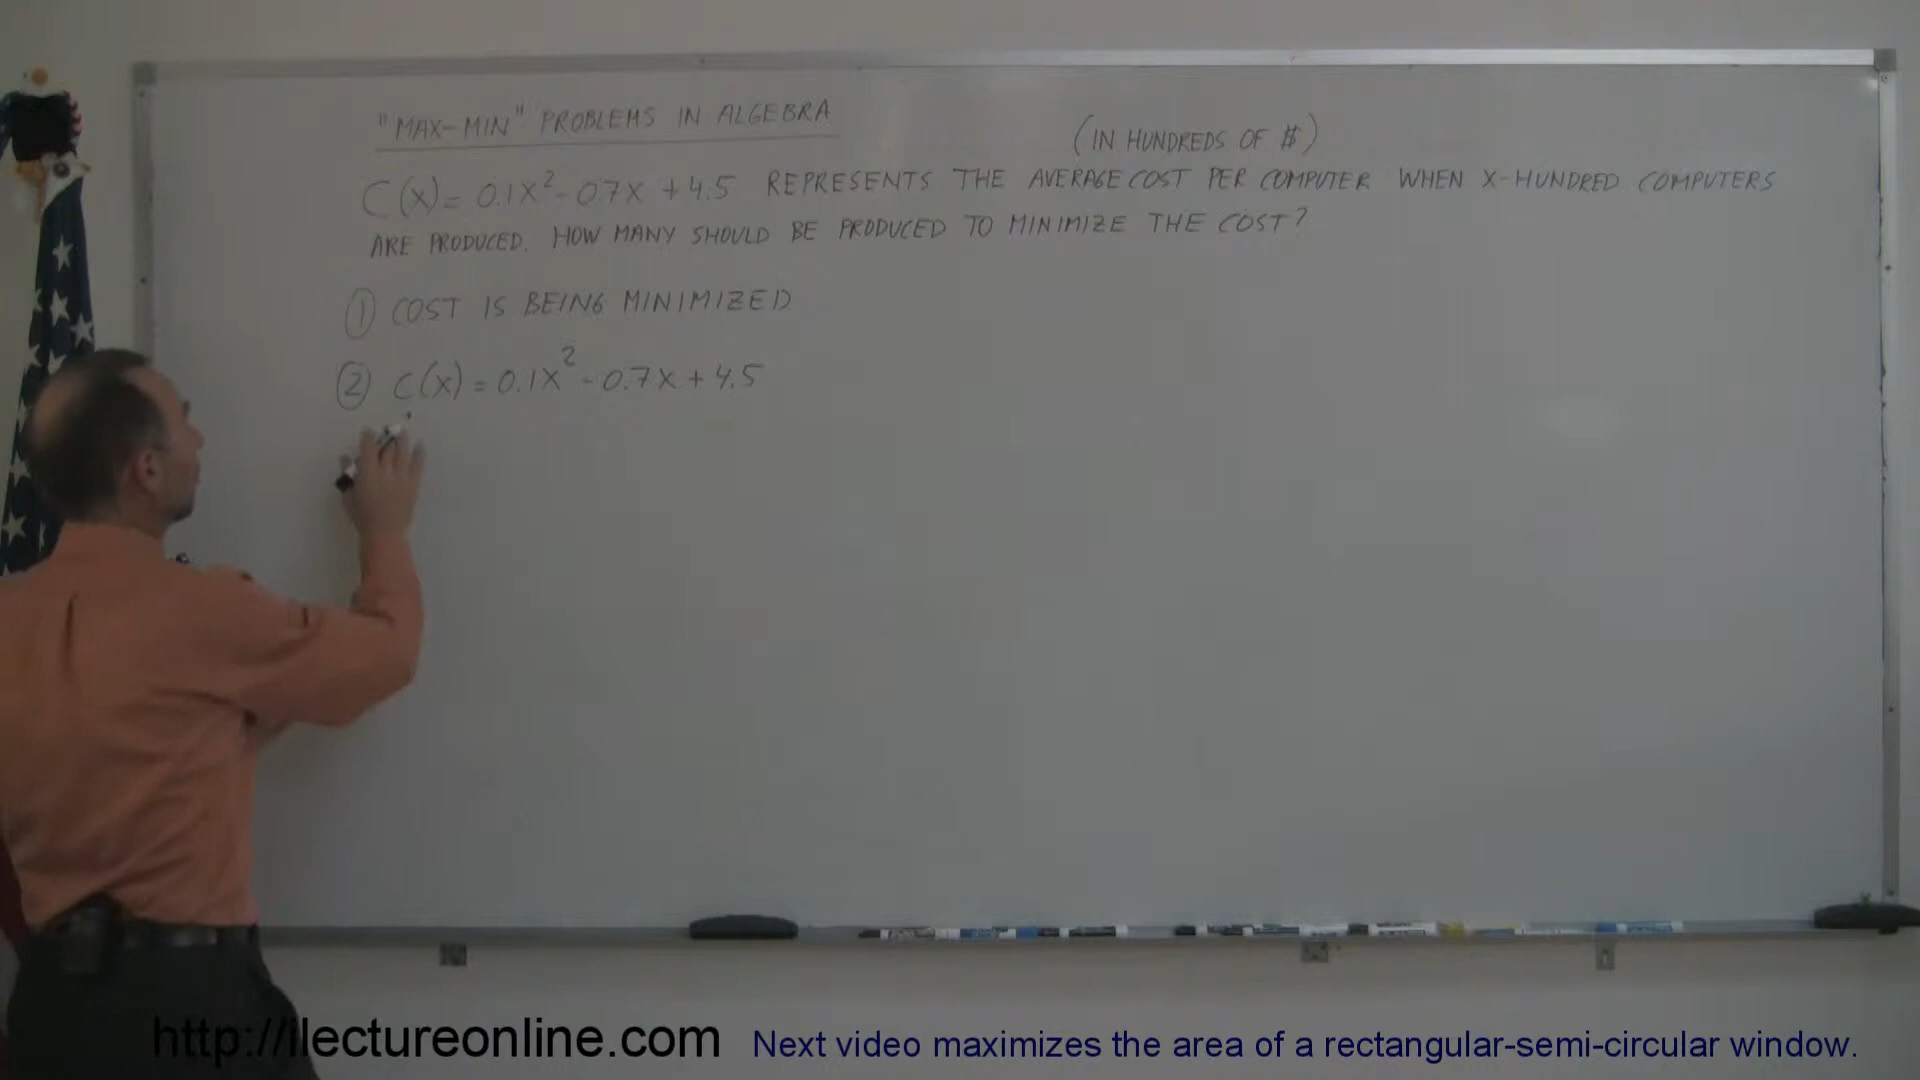 "MAX-MIN" PROBLEMS IN ALGEBRA
(IN HUNDREDS OF $)
C(X) = 0.1X² - 0.7X + 4.5 REPRESENTS THE AVERAGE COST PER COMPUTER WHEN X-HUNDRED COMPUTERS
ARE PRODUCED. HOW MANY SHOULD BE PRODUCED TO MINIMIZE THE COST?
① COST IS BEING MINIMIZED
② C(X) = 0.1X² - 0.7X + 4.5
http://ilectureonline.com Next video maximizes the area of a rectangular-semi-circular window.